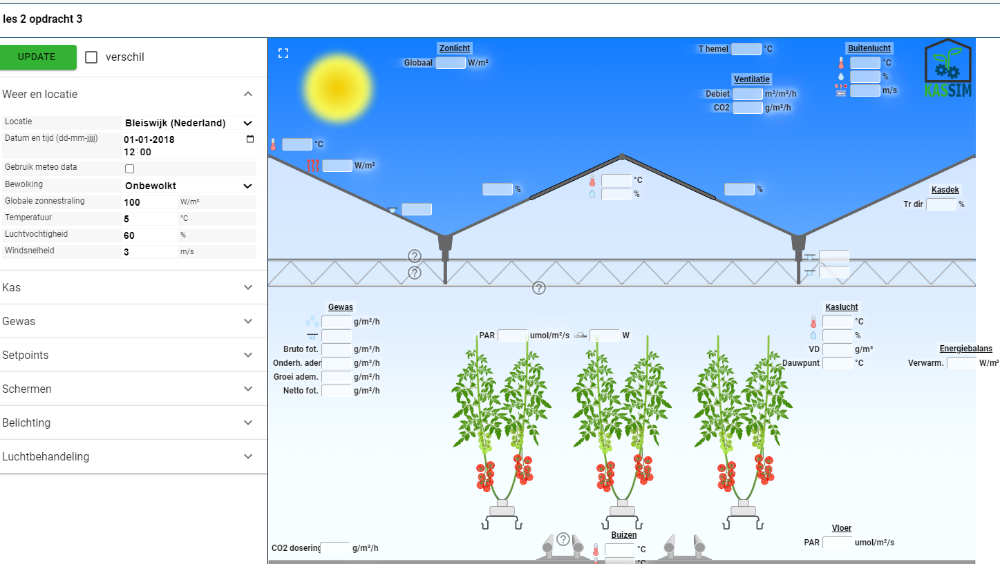 les 2 opdracht 3
UPDATE
verschil
Weer en locatie
Locatie Bleiswijk (Nederland)
Datum en tijd (dd-mm-jjjj) 01-01-2018
12:00
Gebruik meteo data
Bewolking Onbewolkt
Globale zonnestraling 100 W/m²
Temperatuur 5 °C
Luchtvochtigheid 60 %
Windsnelheid 3 m/s
Kas
Gewas
Setpoints
Schermen
Belichting
Luchtbehandeling
Zonlicht
Globaal W/m²
T hemel °C
Ventilatie
Debiet m³/m²/h
CO2 g/m²/h
Buitenlucht
°C
%
m/s
KASSIM
°C
W/m²
%
°C
%
%
Kasdek
Tr dir %
?
?
?
Gewas
g/m²/h
Bruto fot. g/m²/h
Onderh. adem g/m²/h
Groei adem. g/m²/h
Netto fot. g/m²/h
PAR umol/m²/s W
Kaslucht
°C
%
VD g/m³
Dauwpunt °C
Energiebalans
Verwarm. W/m²
CO2 dosering g/m²/h
?
Buizen
°C
°C
Vloer
PAR umol/m²/s